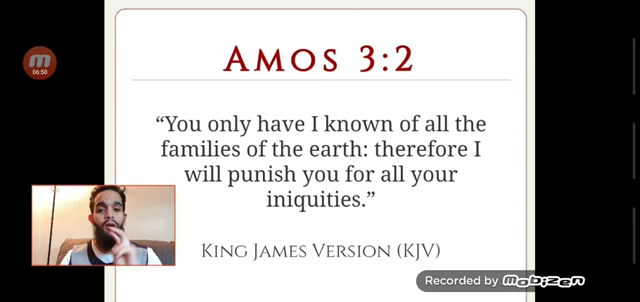 AMOS 3:2
06:50
“You only have I known of all the
families of the earth: therefore I
will punish you for all your
iniquities.”
KING JAMES VERSION (KJV)
Recorded by mobizen